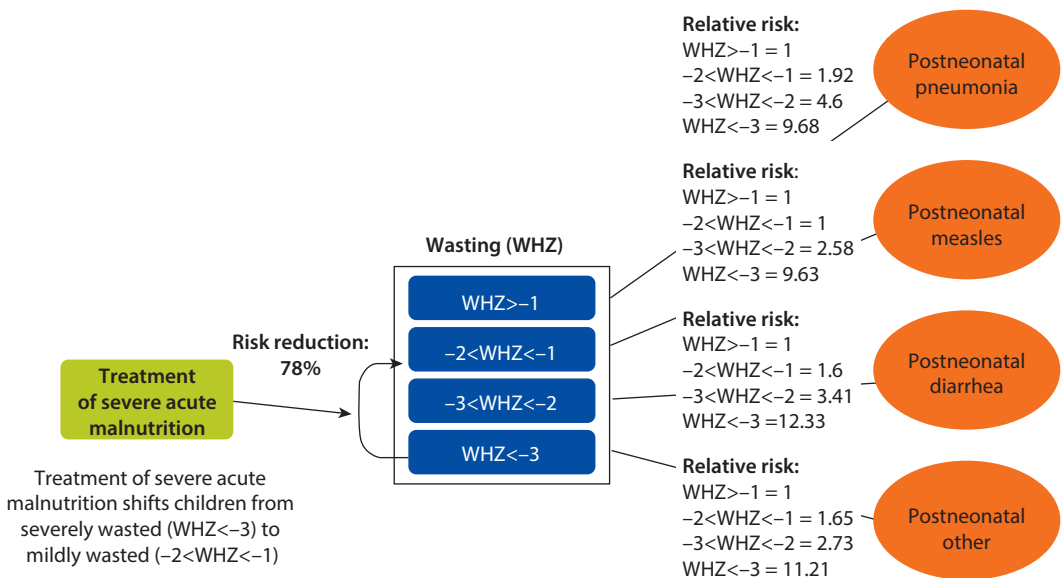 Relative risk:
WHZ>–1 = 1
–2<WHZ<–1 = 1.92
–3<WHZ<–2 = 4.6
WHZ<–3 = 9.68
Postneonatal
pneumonia
Relative risk:
WHZ>–1 = 1
–2<WHZ<–1 = 1
–3<WHZ<–2 = 2.58
WHZ<–3 = 9.63
Postneonatal
measles
Wasting (WHZ)
WHZ>–1
–2<WHZ<–1
–3<WHZ<–2
WHZ<–3
Risk reduction:
78%
Treatment
of severe acute
malnutrition
Treatment of severe acute
malnutrition shifts children from
severely wasted (WHZ<–3) to
mildly wasted (–2<WHZ<–1)
Relative risk:
WHZ>–1 = 1
–2<WHZ<–1 = 1.6
–3<WHZ<–2 = 3.41
WHZ<–3 =12.33
Postneonatal
diarrhea
Relative risk:
WHZ>–1 = 1
–2<WHZ<–1 = 1.65
–3<WHZ<–2 = 2.73
WHZ<–3 = 11.21
Postneonatal
other